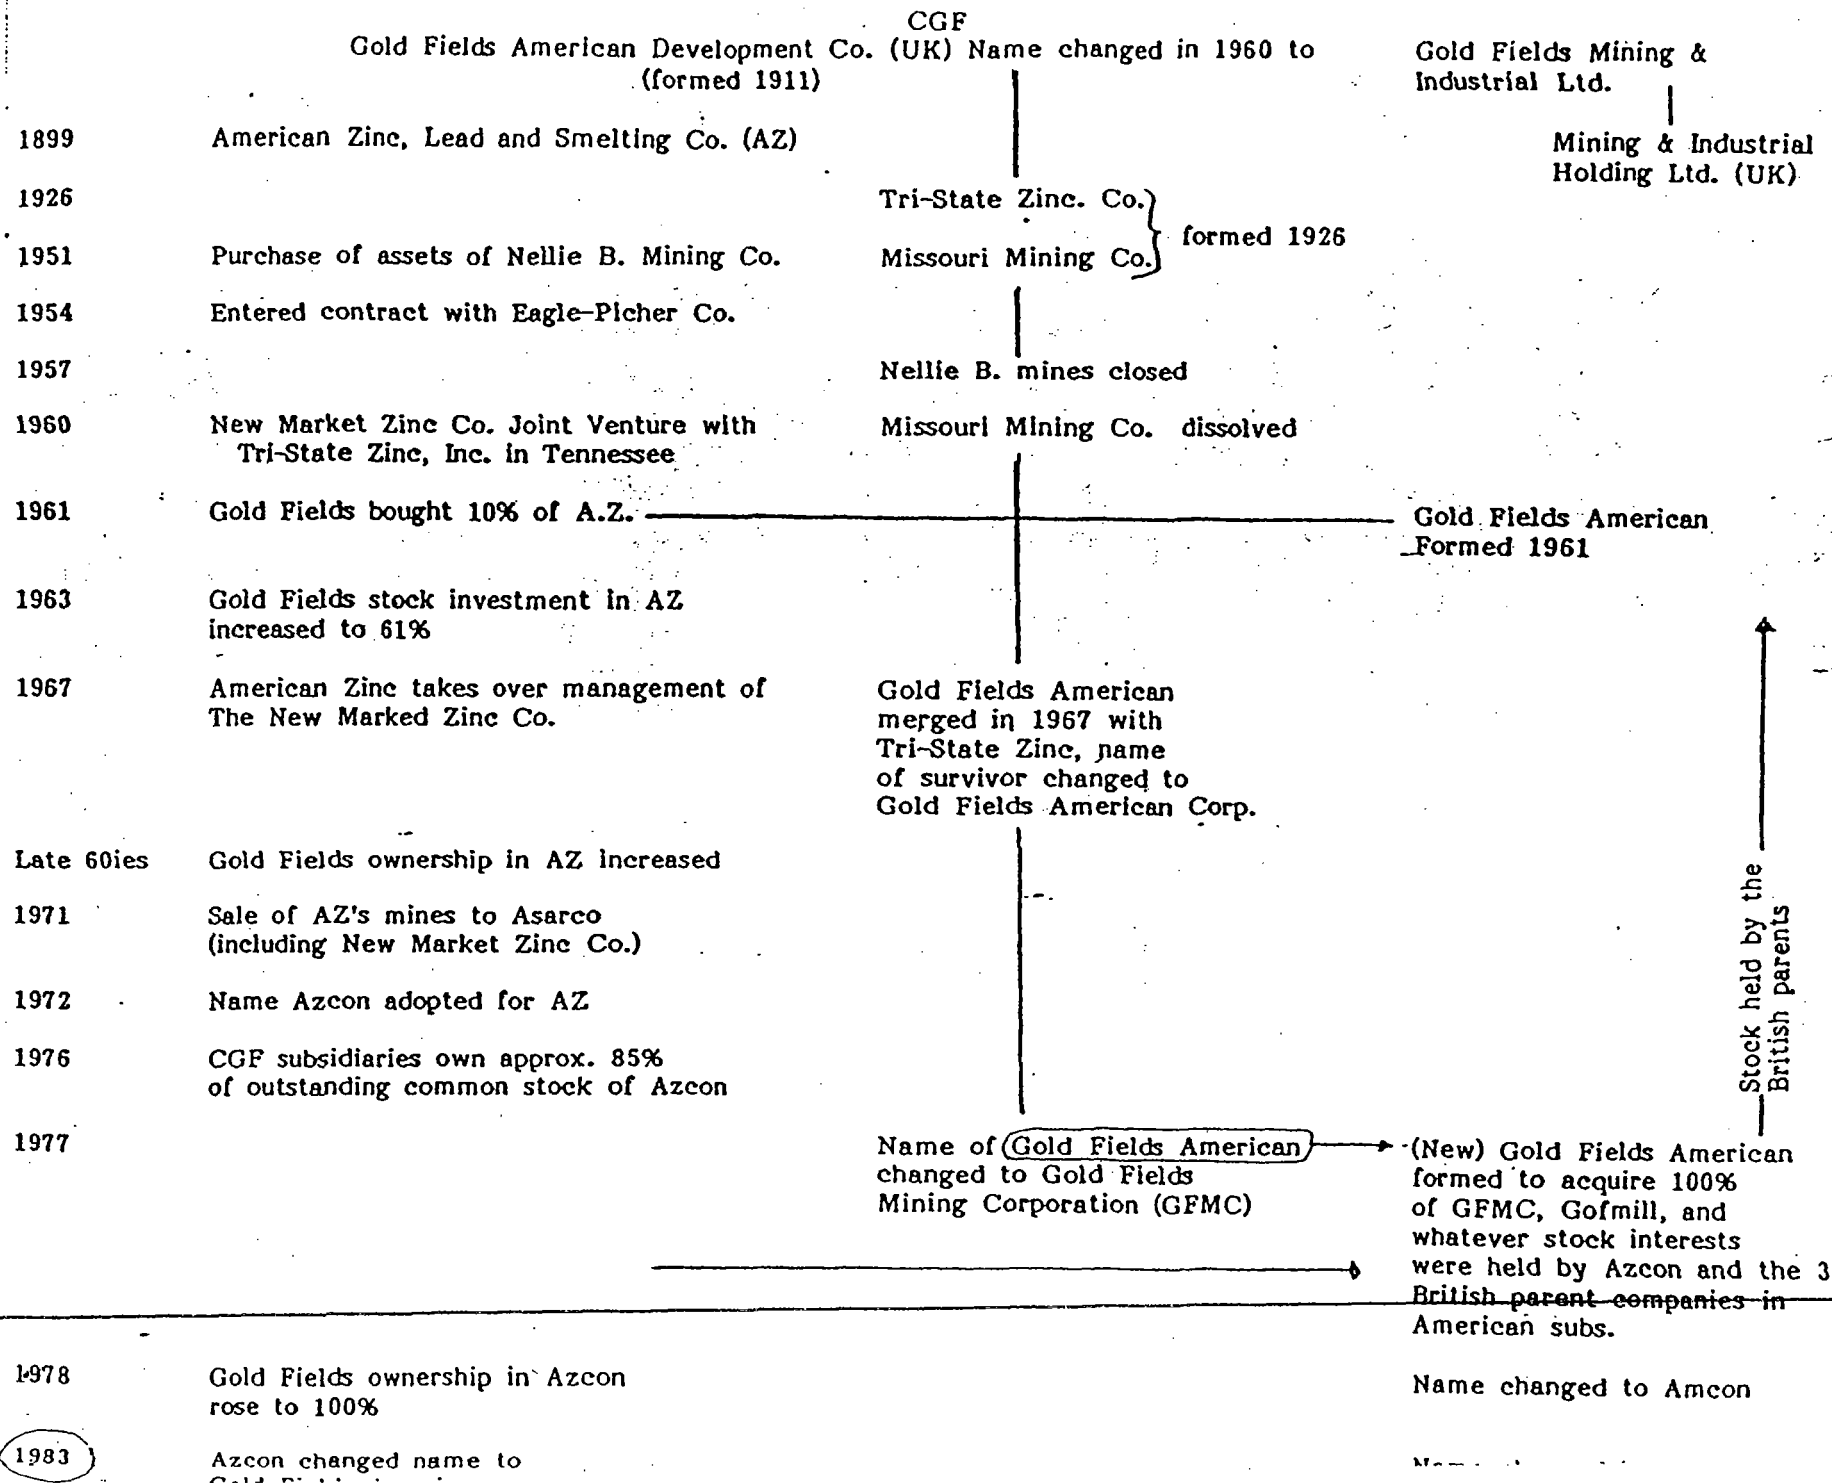 CGF
Gold Fields American Development Co. (UK) Name changed in 1960 to
(formed 1911)
Gold Fields Mining &
Industrial Ltd.
Mining & Industrial
Holding Ltd. (UK)
1899 American Zinc, Lead and Smelting Co. (AZ)
1926 Tri-State Zinc. Co.
formed 1926
1951 Purchase of assets of Nellie B. Mining Co. Missouri Mining Co.
1954 Entered contract with Eagle-Picher Co.
1957 Nellie B. mines closed
1960 New Market Zinc Co. Joint Venture with Missouri Mining Co. dissolved
Tri-State Zinc, Inc. in Tennessee
1961 Gold Fields bought 10% of A.Z. Gold Fields American
Formed 1961
1963 Gold Fields stock investment in AZ
increased to 61%
1967 American Zinc takes over management of
The New Marked Zinc Co.
Gold Fields American
merged in 1967 with
Tri-State Zinc, name
of survivor changed to
Gold Fields American Corp.
Late 60ies Gold Fields ownership in AZ increased
1971 Sale of AZ's mines to Asarco
(including New Market Zinc Co.)
1972 Name Azcon adopted for AZ
1976 CGF subsidiaries own approx. 85%
of outstanding common stock of Azcon
Stock held by the
British parents
1977 Name of Gold Fields American
changed to Gold Fields
Mining Corporation (GFMC)
(New) Gold Fields American
formed to acquire 100%
of GFMC, Gofmill, and
whatever stock interests
were held by Azcon and the 3
British parent companies in
American subs.
1978 Gold Fields ownership in Azcon
rose to 100%
Name changed to Amcon
1983 Azcon changed name to